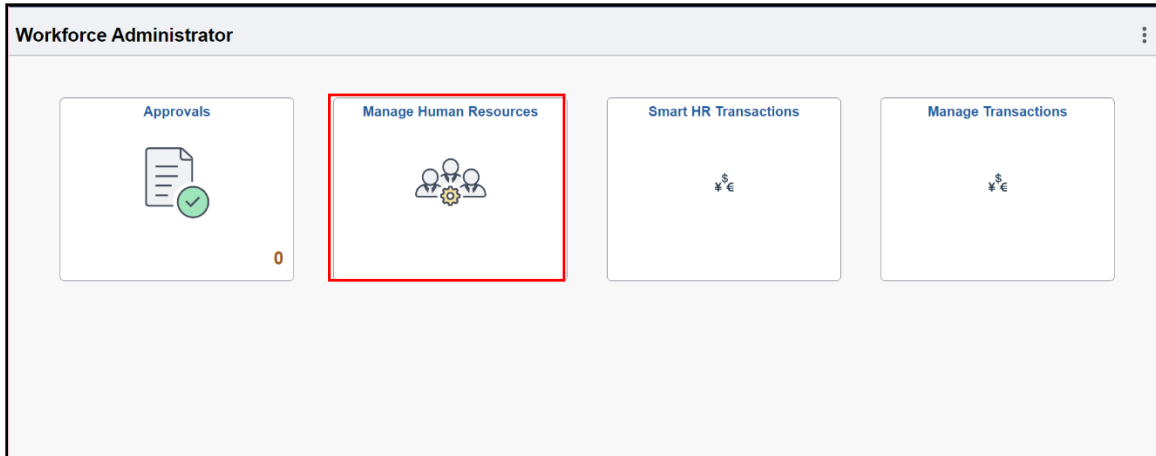 Workforce Administrator
Approvals
Manage Human Resources
Smart HR Transactions
Manage Transactions
¥$€
¥$€
0